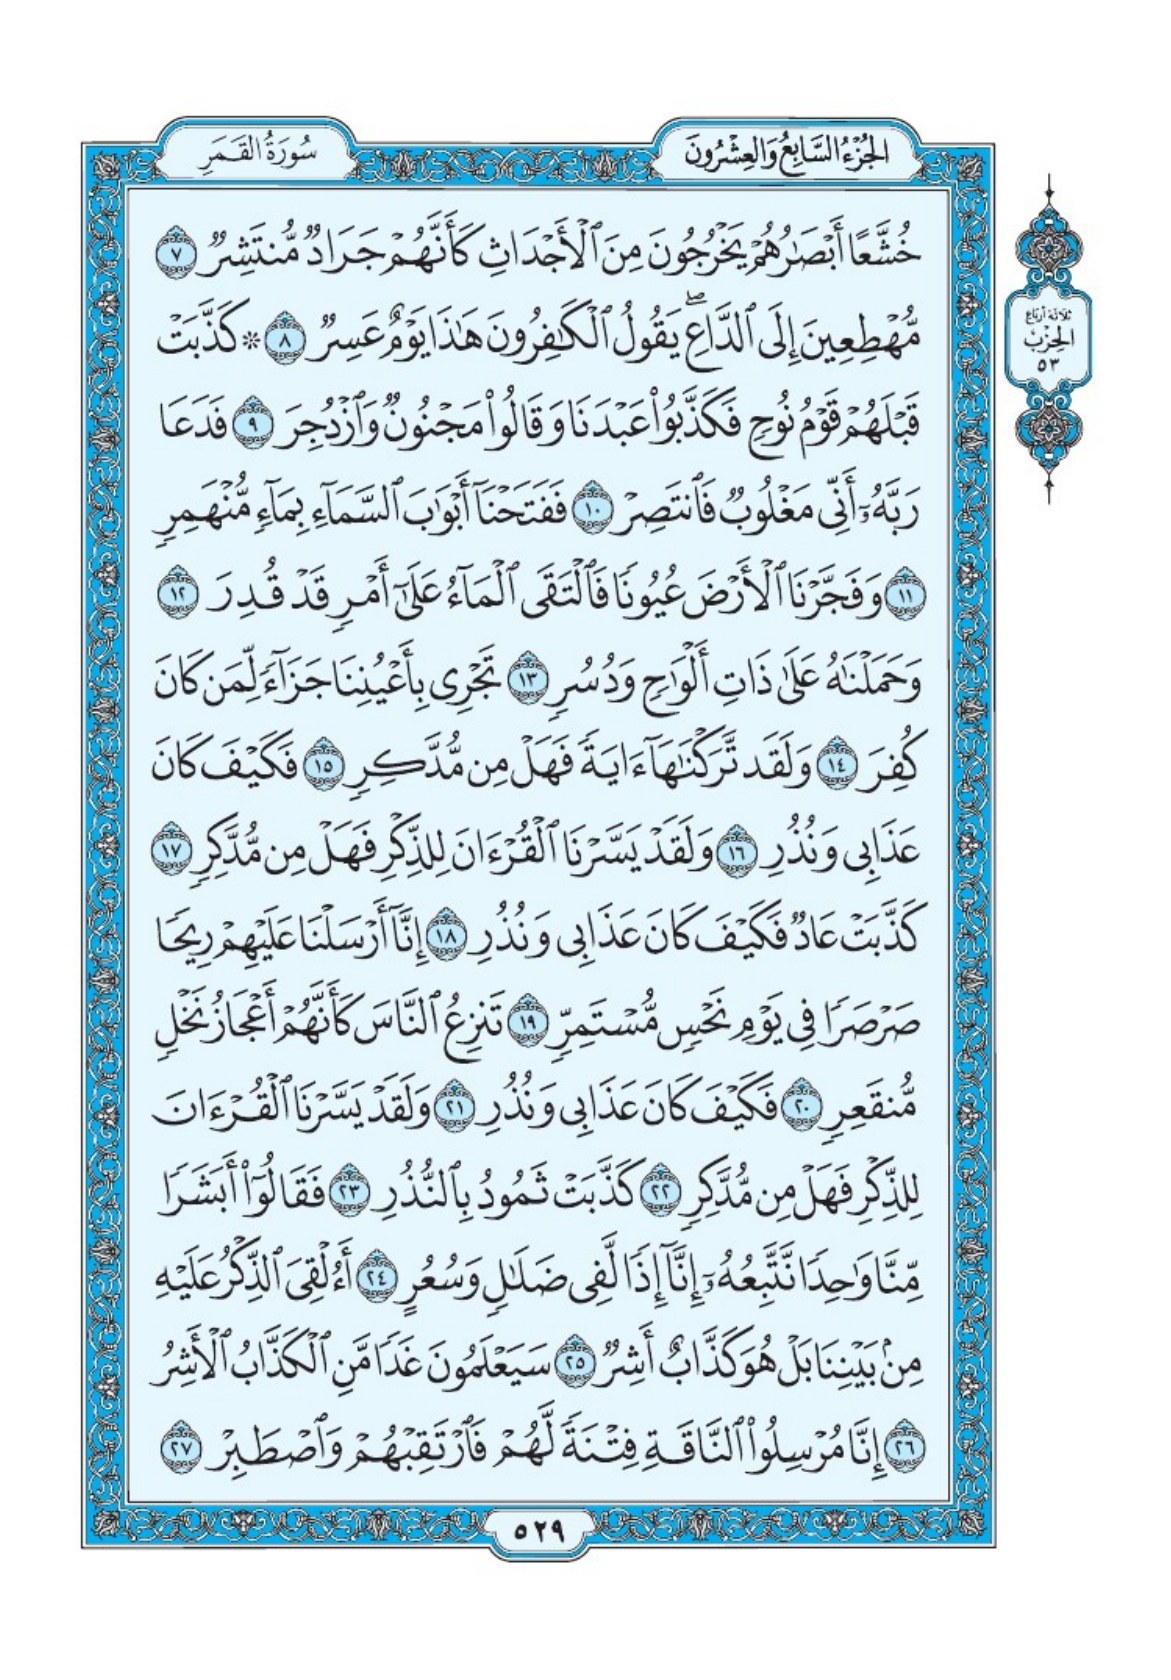 الجُزْءُ السَّابِعُ وَالعِشْرُونَ
سُورَةُ القَمَرِ
خُشَّعًا أَبْصَٰرُهُمْ يَخْرُجُونَ مِنَ ٱلْأَجْدَاثِ كَأَنَّهُمْ جَرَادٌ مُّنتَشِرٌ ٧
مُّهْطِعِينَ إِلَى ٱلدَّاعِۖ يَقُولُ ٱلْكَٰفِرُونَ هَٰذَا يَوْمٌ عَسِرٌ ٨ ۞ كَذَّبَتْ
قَبْلَهُمْ قَوْمُ نُوحٍ فَكَذَّبُوا۟ عَبْدَنَا وَقَالُوا۟ مَجْنُونٌ وَٱزْدُجِرَ ٩ فَدَعَا
رَبَّهُۥٓ أَنِّى مَغْلُوبٌ فَٱنتَصِرْ ١٠ فَفَتَحْنَآ أَبْوَٰبَ ٱلسَّمَآءِ بِمَآءٍ مُّنْهَمِرٍ
١١ وَفَجَّرْنَا ٱلْأَرْضَ عُيُونًا فَٱلْتَقَى ٱلْمَآءُ عَلَىٰٓ أَمْرٍ قَدْ قُدِرَ ١٢
وَحَمَلْنَٰهُ عَلَىٰ ذَاتِ أَلْوَٰحٍ وَدُسُرٍ ١٣ تَجْرِى بِأَعْيُنِنَا جَزَآءً لِّمَن كَانَ
كُفِرَ ١٤ وَلَقَد تَّرَكْنَٰهَآ ءَايَةً فَهَلْ مِن مُّدَّكِرٍ ١٥ فَكَيْفَ كَانَ
عَذَابِى وَنُذُرِ ١٦ وَلَقَدْ يَسَّرْنَا ٱلْقُرْءَانَ لِلذِّكْرِ فَهَلْ مِن مُّدَّكِرٍ ١٧
كَذَّبَتْ عَادٌ فَكَيْفَ كَانَ عَذَابِى وَنُذُرِ ١٨ إِنَّآ أَرْسَلْنَا عَلَيْهِمْ رِيحًا
صَرْصَرًا فِى يَوْمِ نَحْسٍ مُّسْتَمِرٍّ ١٩ تَنزِعُ ٱلنَّاسَ كَأَنَّهُمْ أَعْجَازُ نَخْلٍ
مُّنقَعِرٍ ٢٠ فَكَيْفَ كَانَ عَذَابِى وَنُذُرِ ٢١ وَلَقَدْ يَسَّرْنَا ٱلْقُرْءَانَ
لِلذِّكْرِ فَهَلْ مِن مُّدَّكِرٍ ٢٢ كَذَّبَتْ ثَمُودُ بِٱلنُّذُرِ ٢٣ فَقَالُوٓا۟ أَبَشَرًا
مِّنَّا وَٰحِدًا نَّتَّبِعُهُۥٓ إِنَّآ إِذًا لَّفِى ضَلَٰلٍ وَسُعُرٍ ٢٤ أَءُلْقِىَ ٱلذِّكْرُ عَلَيْهِ
مِنۢ بَيْنِنَا بَلْ هُوَ كَذَّابٌ أَشِرٌ ٢٥ سَيَعْلَمُونَ غَدًا مَّنِ ٱلْكَذَّابُ ٱلْأَشِرُ
٢٦ إِنَّا مُرْسِلُوا۟ ٱلنَّاقَةِ فِتْنَةً لَّهُمْ فَٱرْتَقِبْهُمْ وَٱصْطَبِرْ ٢٧
ثلاثة أرباع
الحِزْبِ
٥٣
٥٢٩